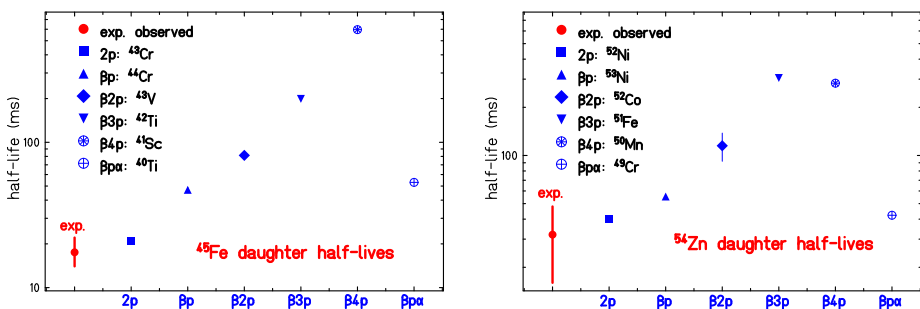 exp. observed
2p: ⁴³Cr
βp: ⁴⁴Cr
β2p: ⁴³V
β3p: ⁴²Ti
β4p: ⁴¹Sc
βpα: ⁴⁰Ti
half-life (ms)
100
10
exp.
⁴⁵Fe daughter half-lives
2p βp β2p β3p β4p βpα
exp. observed
2p: ⁵²Ni
βp: ⁵³Ni
β2p: ⁵²Co
β3p: ⁵¹Fe
β4p: ⁵⁰Mn
βpα: ⁴⁹Cr
half-life (ms)
100
exp.
⁵⁴Zn daughter half-lives
2p βp β2p β3p β4p βpα